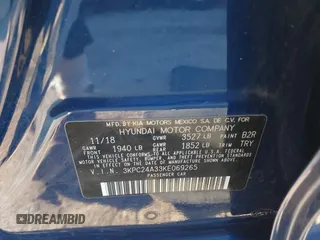 MFD. BY KIA MOTORS MEXICO S.A. DE C.V. FOR
HYUNDAI MOTOR COMPANY
11/18 GVWR 3527 LB PAINT B2R
GAWR FRONT 1940 LB GAWR REAR 1852 LB TRIM TRY
THIS VEHICLE CONFORMS TO ALL APPLICABLE
U.S. FEDERAL MOTOR VEHICLE SAFETY, BUMPER, AND THEFT PREVENTION
STANDARDS IN EFFECT ON THE DATE OF MANUFACTURE SHOWN ABOVE.
V.I.N. 3KPC24A33KE069265
PASSENGER CAR
DREAMBID